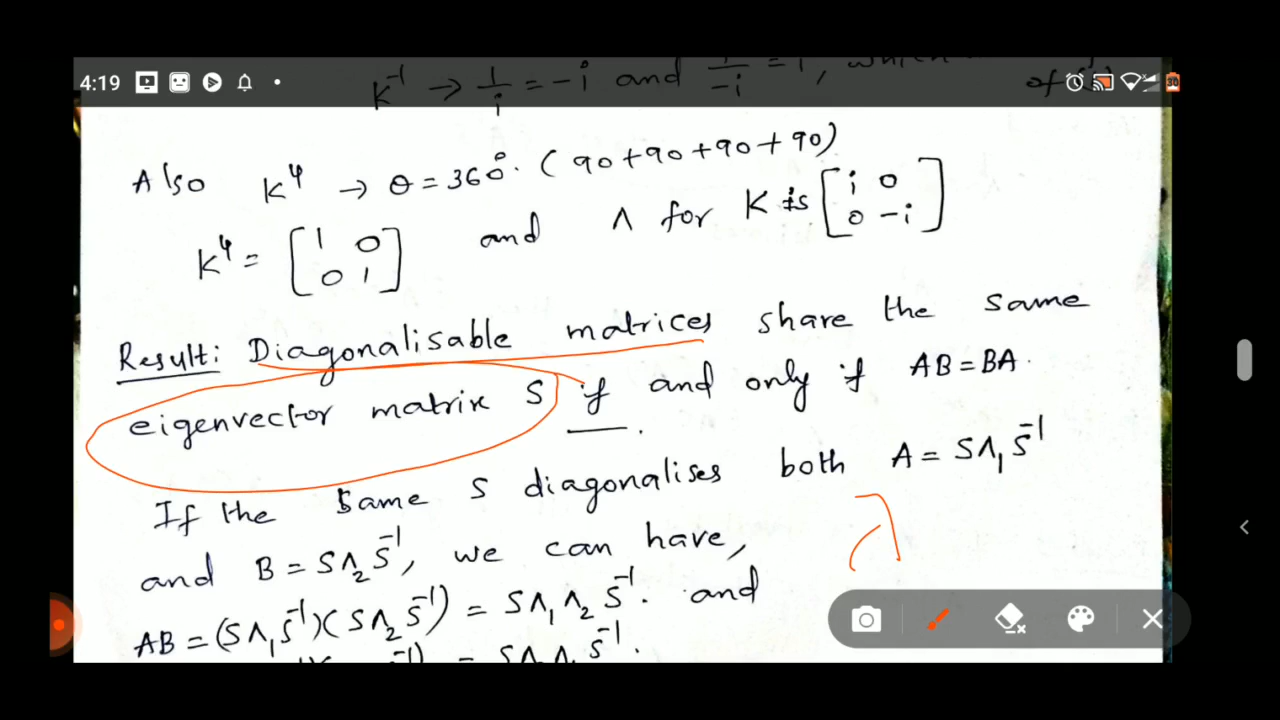 4:19
30
K⁻¹ → 1/i = -i and 1/-i = i, which
Also K⁴ → θ = 360°. (90+90+90+90)
K⁴ = [1 0; 0 1] and Λ for K is [i 0; 0 -i]
Result: Diagonalisable matrices share the same
eigenvector matrix S if and only if AB = BA.
If the same S diagonalises both A = SΛ₁S⁻¹
and B = SΛ₂S⁻¹, we can have,
AB = (SΛ₁S⁻¹)(SΛ₂S⁻¹) = SΛ₁Λ₂S⁻¹. and